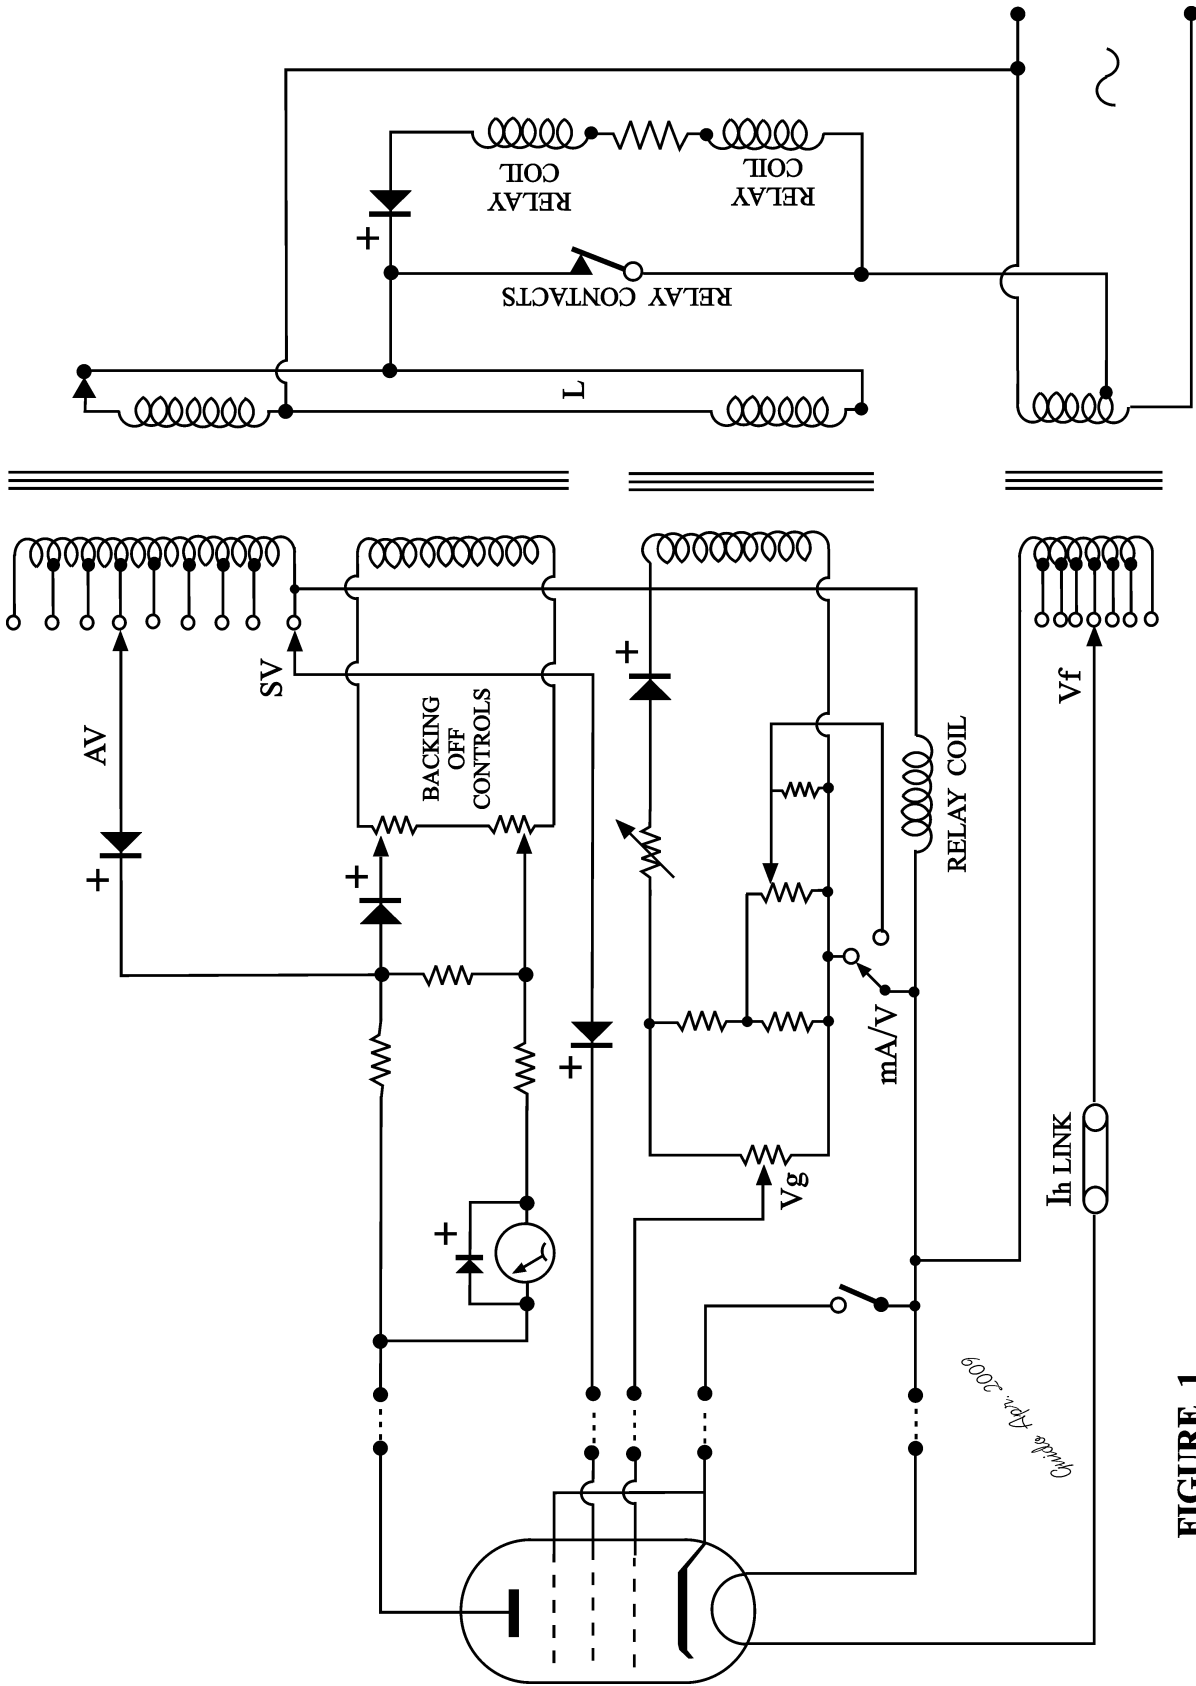 RELAY
COIL
RELAY
COIL
RELAY CONTACTS
L
SV
AV
BACKING
OFF
CONTROLS
Vf
RELAY COIL
mA/V
Vg
Ih LINK
Guido Apr. 2009
FIGURE 1